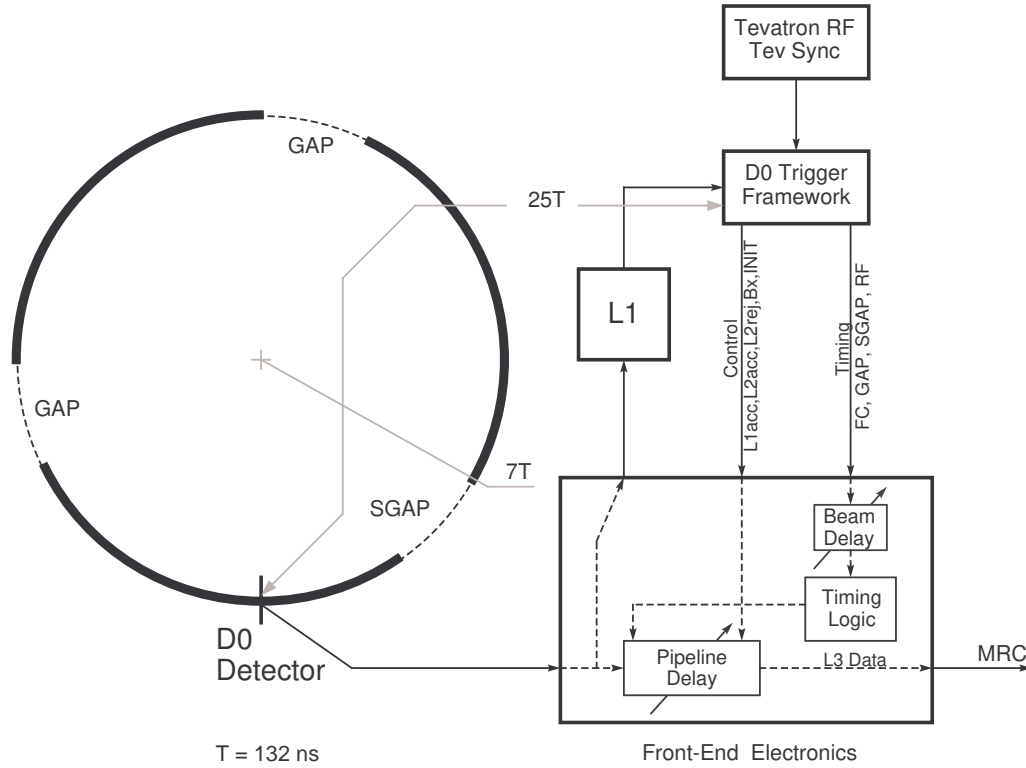 Tevatron RF
Tev Sync
GAP
D0 Trigger
Framework
25T
L1
Control
L1acc,L2acc,L2rej,Bx,INIT
Timing
FC, GAP, SGAP, RF
GAP
7T
SGAP
Beam
Delay
Timing
Logic
D0
Detector
Pipeline
Delay
L3 Data
MRC
T = 132 ns
Front-End Electronics